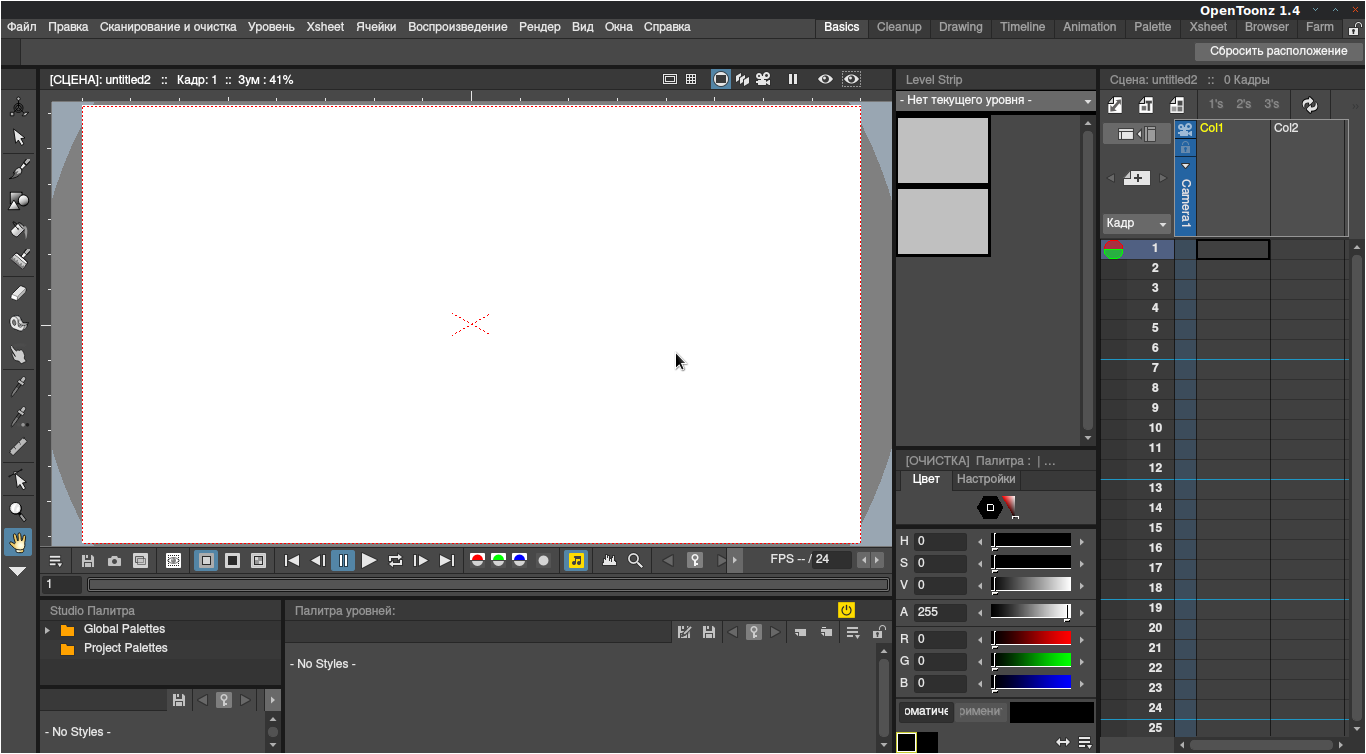 OpenToonz 1.4
Файл Правка Сканирование и очистка Уровень Xsheet Ячейки Воспроизведение Рендер Вид Окна Справка Basics Cleanup Drawing Timeline Animation Palette Xsheet Browser Farm
Сбросить расположение
[СЦЕНА]: untitled2 :: Кадр: 1 :: Зум : 41%
Level Strip
Сцена: untitled2 :: 0 Кадры
- Нет текущего уровня -
1's 2's 3's
Col1 Col2
Camera1
Кадр
1
2
3
4
5
6
7
8
9
10
11
12
13
14
15
16
17
18
19
20
21
22
23
24
25
[ОЧИСТКА] Палитра : | ...
Цвет Настройки
H 0
S 0
V 0
A 255
R 0
G 0
B 0
оматиче рименит
FPS -- / 24
1
Studio Палитра
Global Palettes
Project Palettes
- No Styles -
Палитра уровней:
- No Styles -